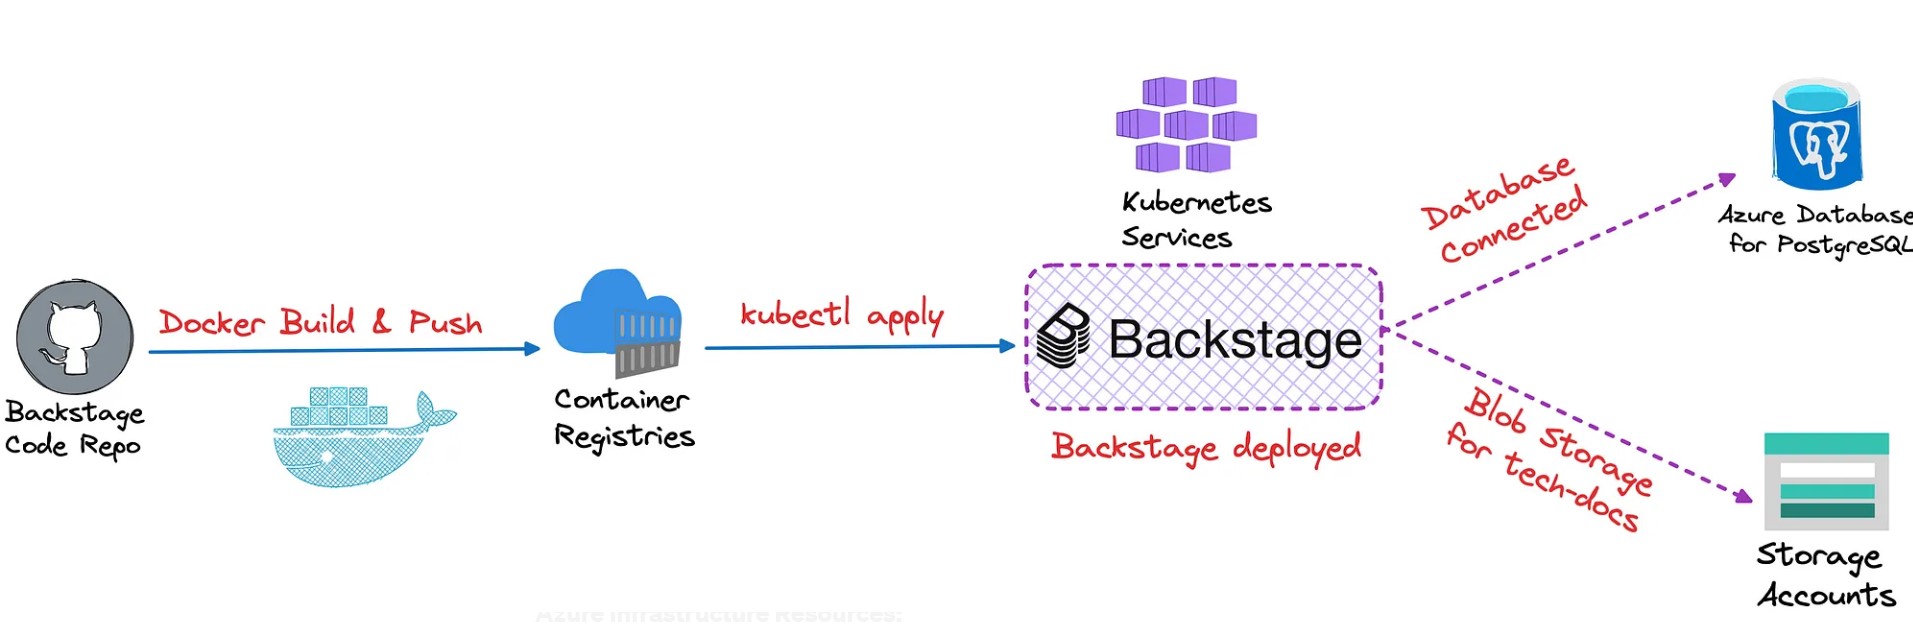 Backstage
Code Repo
Docker Build & Push
Container
Registries
kubectl apply
Kubernetes
Services
Backstage
Backstage deployed
Database
Connected
Azure Database
for PostgreSQL
Blob Storage
for tech-docs
Storage
Accounts
Azure Infrastructure Resources: